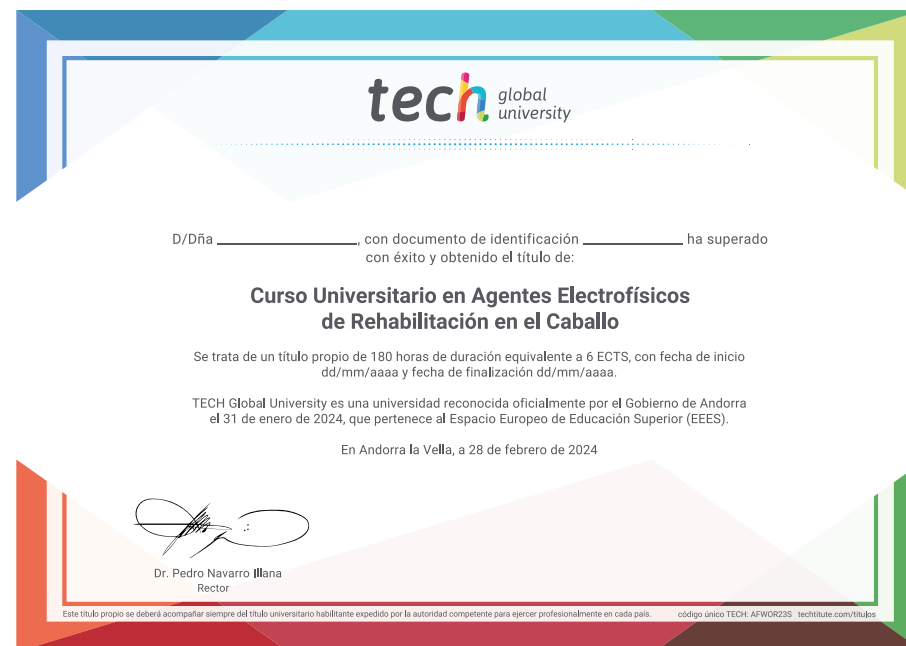 tech global university
D/Dña ____________________, con documento de identificación ______________ ha superado
con éxito y obtenido el título de:
Curso Universitario en Agentes Electrofísicos
de Rehabilitación en el Caballo
Se trata de un título propio de 180 horas de duración equivalente a 6 ECTS, con fecha de inicio
dd/mm/aaaa y fecha de finalización dd/mm/aaaa.
TECH Global University es una universidad reconocida oficialmente por el Gobierno de Andorra
el 31 de enero de 2024, que pertenece al Espacio Europeo de Educación Superior (EEES).
En Andorra la Vella, a 28 de febrero de 2024
Dr. Pedro Navarro Illana
Rector
Este título propio se deberá acompañar siempre del título universitario habilitante expedido por la autoridad competente para ejercer profesionalmente en cada país. código único TECH: AFWOR23S techtitute.com/titulos